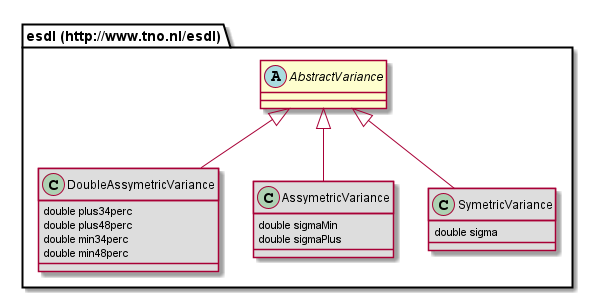 esdl (http://www.tno.nl/esdl)
A AbstractVariance
C DoubleAssymetricVariance
double plus34perc
double plus48perc
double min34perc
double min48perc
C AssymetricVariance
double sigmaMin
double sigmaPlus
C SymetricVariance
double sigma